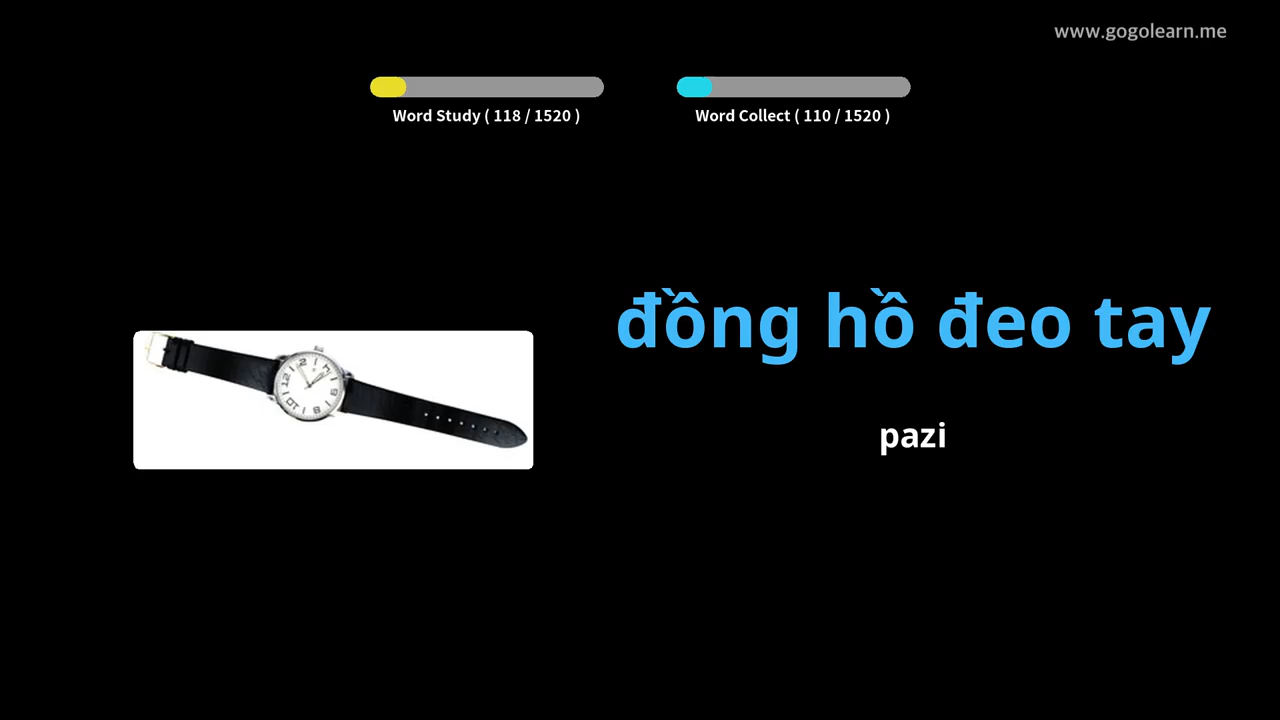 www.gogolearn.me
Word Study ( 118 / 1520 )
Word Collect ( 110 / 1520 )
đồng hồ đeo tay
pazi